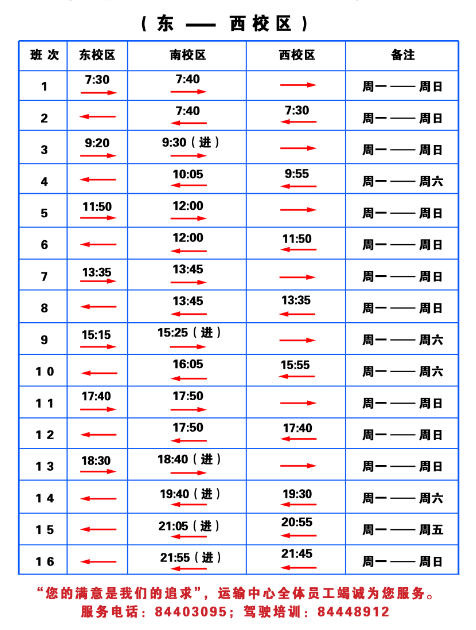 (东 —— 西校区)
班次 东校区 南校区 西校区 备注
1 7:30 7:40 周一——周日
2 7:40 7:30 周一——周日
3 9:20 9:30(进) 周一——周日
4 10:05 9:55 周一——周六
5 11:50 12:00 周一——周日
6 12:00 11:50 周一——周日
7 13:35 13:45 周一——周日
8 13:45 13:35 周一——周日
9 15:15 15:25(进) 周一——周六
10 16:05 15:55 周一——周六
11 17:40 17:50 周一——周日
12 17:50 17:40 周一——周日
13 18:30 18:40(进) 周一——周日
14 19:40(进) 19:30 周一——周六
15 21:05(进) 20:55 周一——周五
16 21:55(进) 21:45 周一——周日
“您的满意是我们的追求”,运输中心全体员工竭诚为您服务。
服务电话:84403095;驾驶培训:84448912